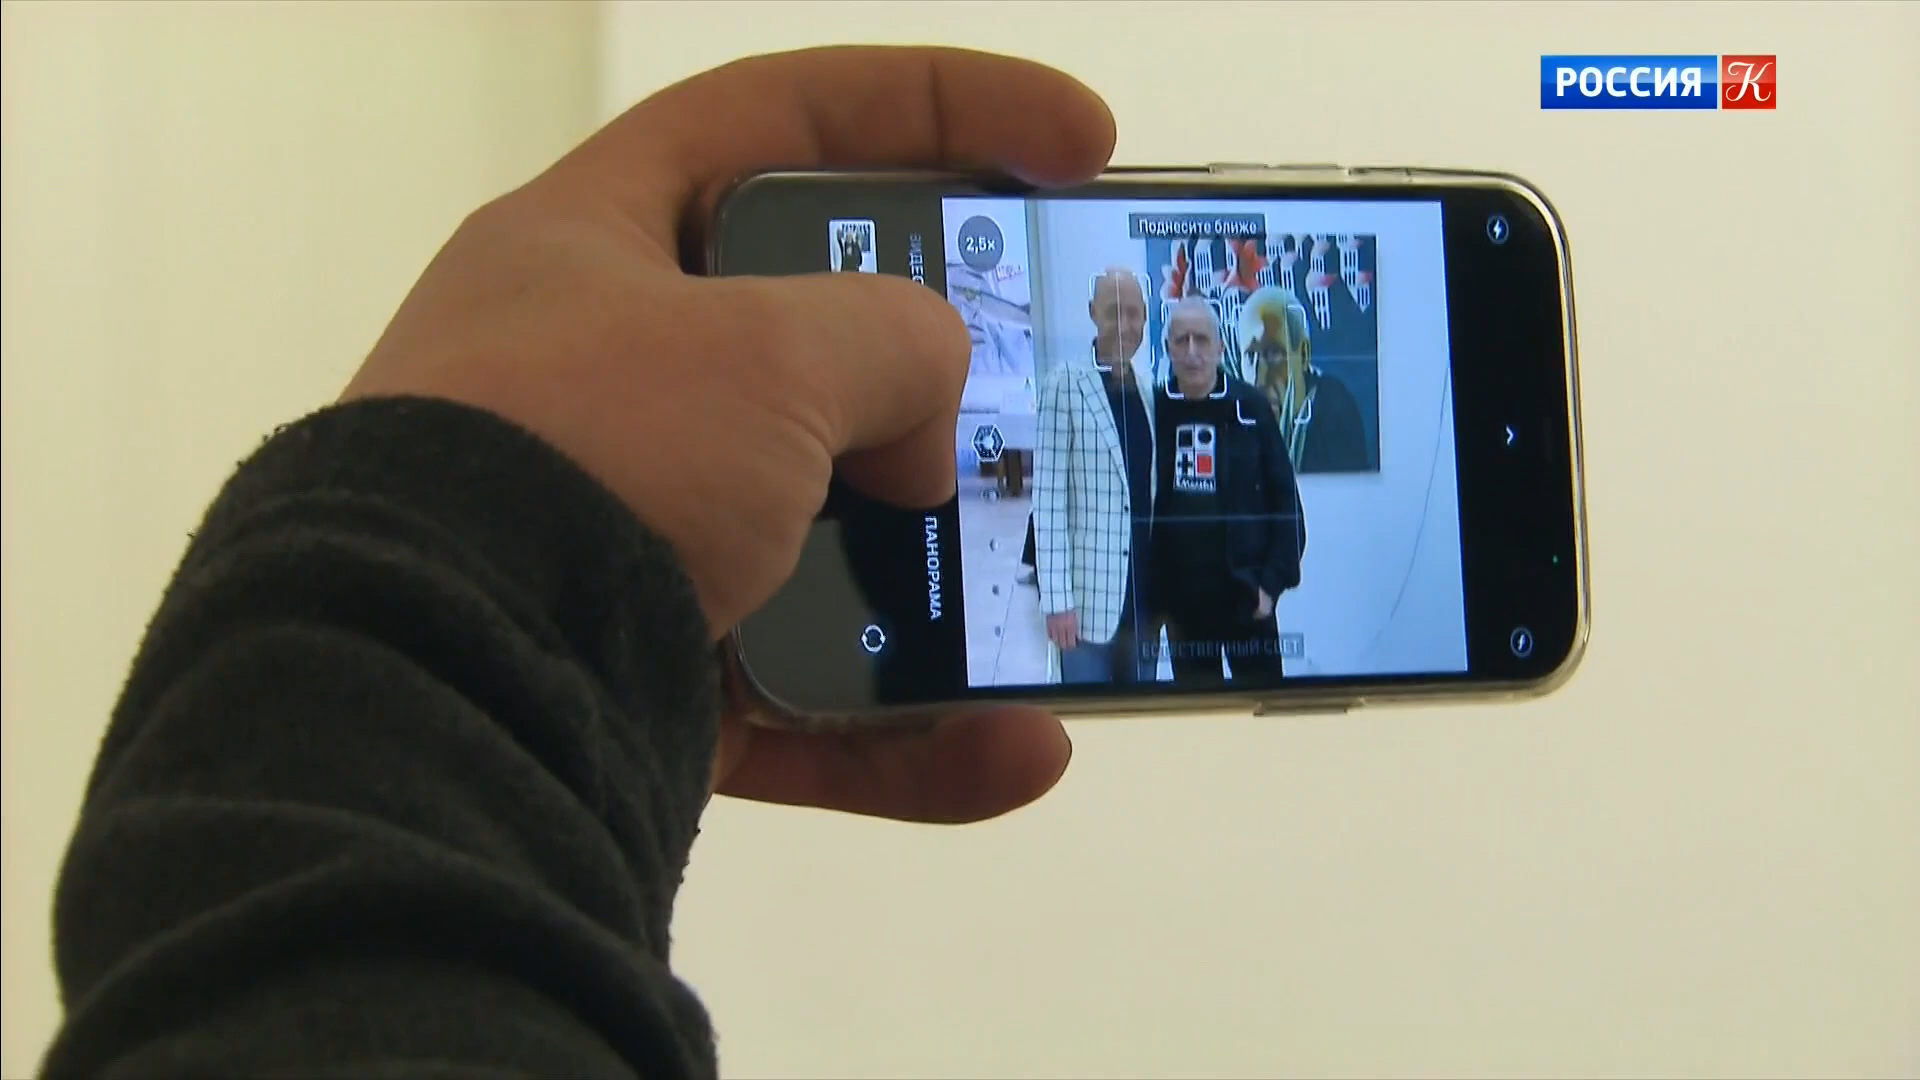 РОССИЯ К
Поднесите ближе
2,5x
ВИДЕО
ПАНОРАМА
ЕСТЕСТВЕННЫЙ СВЕТ